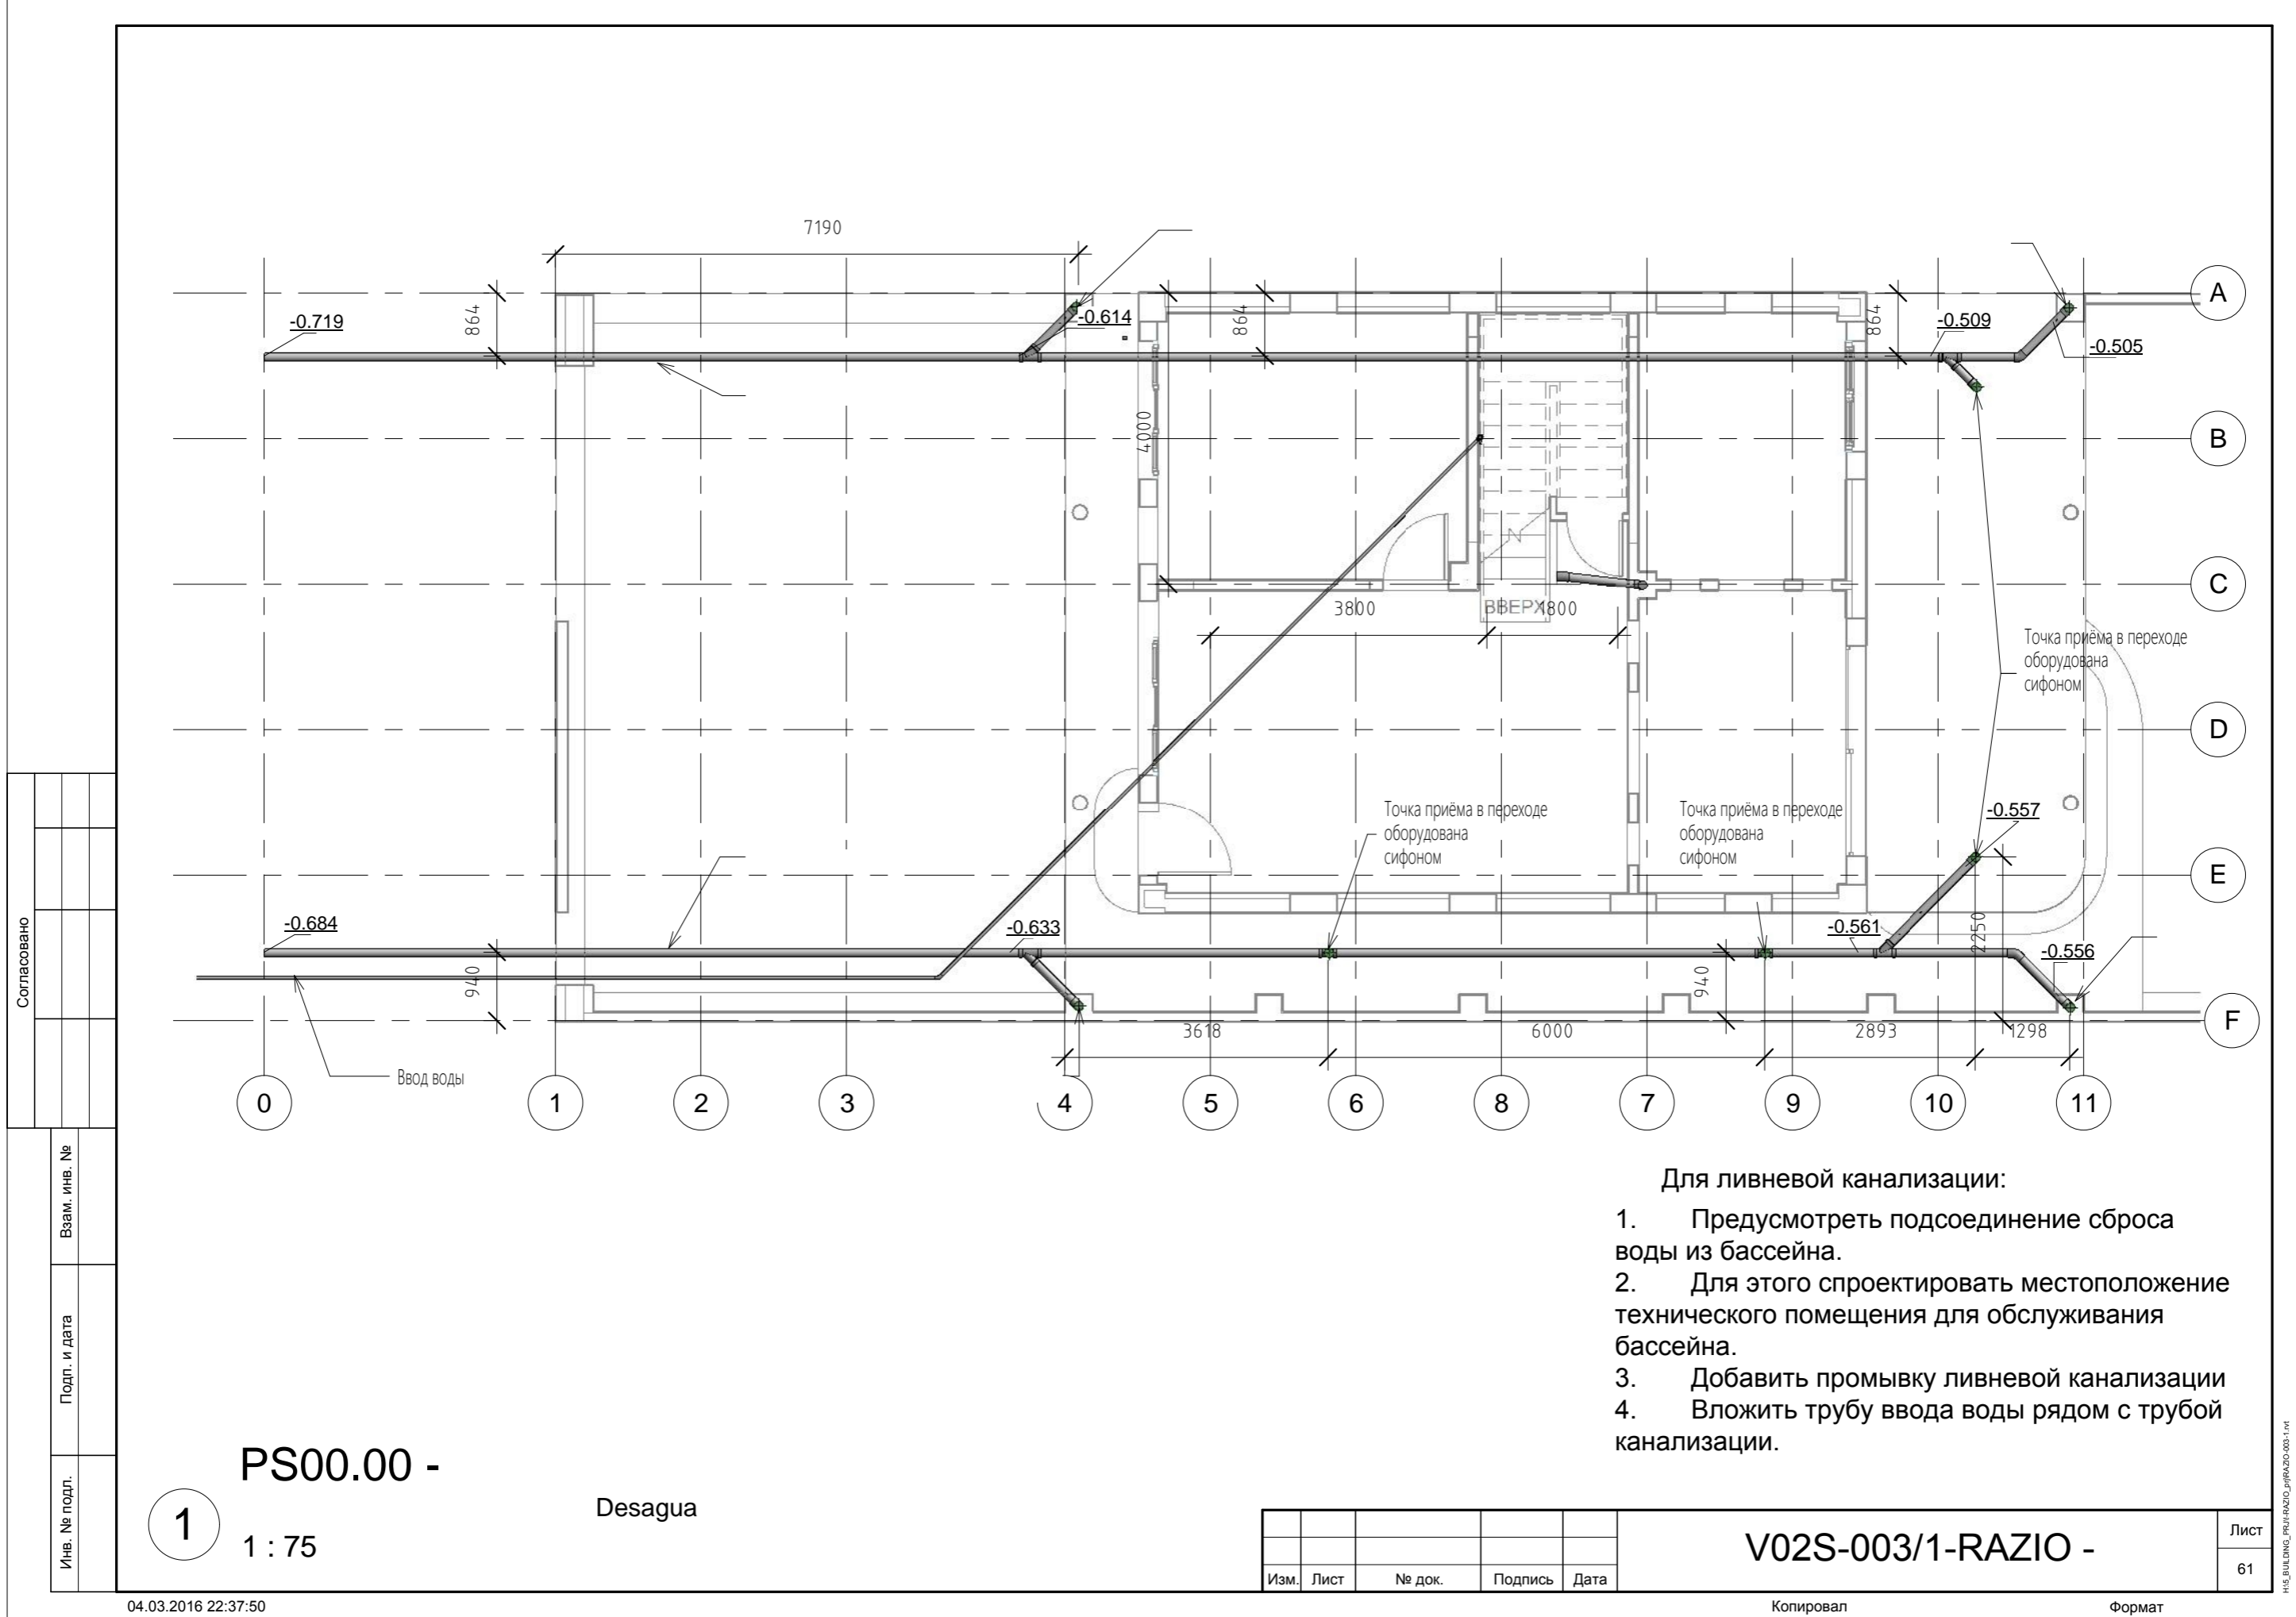 7190
-0.719
864
-0.614
864
864
-0.509
-0.505
A
4000
B
C
3800
ВВЕРХ
1800
Точка приёма в переходе
оборудована
сифоном
D
Точка приёма в переходе
оборудована
сифоном
Точка приёма в переходе
оборудована
сифоном
-0.557
E
-0.684
-0.633
-0.561
2250
-0.556
940
940
F
3618
6000
2893
1298
Ввод воды
0
1
2
3
4
5
6
8
7
9
10
11
Для ливневой канализации:
1. Предусмотреть подсоединение сброса
воды из бассейна.
2. Для этого спроектировать местоположение
технического помещения для обслуживания
бассейна.
3. Добавить промывку ливневой канализации
4. Вложить трубу ввода воды рядом с трубой
канализации.
Согласовано
Взам. инв. №
Подп. и дата
Инв. № подл.
1
PS00.00 -
Desagua
1 : 75
Изм.
Лист
№ док.
Подпись
Дата
V02S-003/1-RAZIO -
Лист
61
04.03.2016 22:37:50
Копировал
Формат